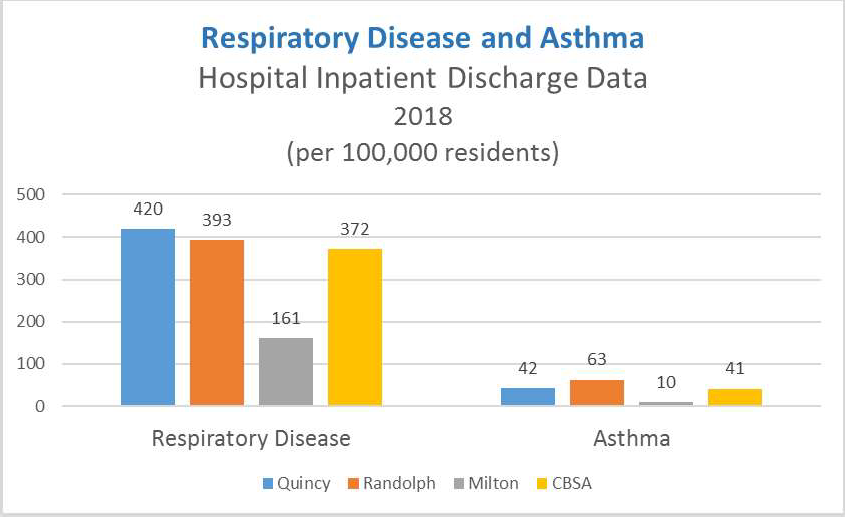 Respiratory Disease and Asthma
Hospital Inpatient Discharge Data
2018
(per 100,000 residents)
500
400
300
200
100
0
420
393
161
372
42
63
10
41
Respiratory Disease
Asthma
Quincy Randolph Milton CBSA